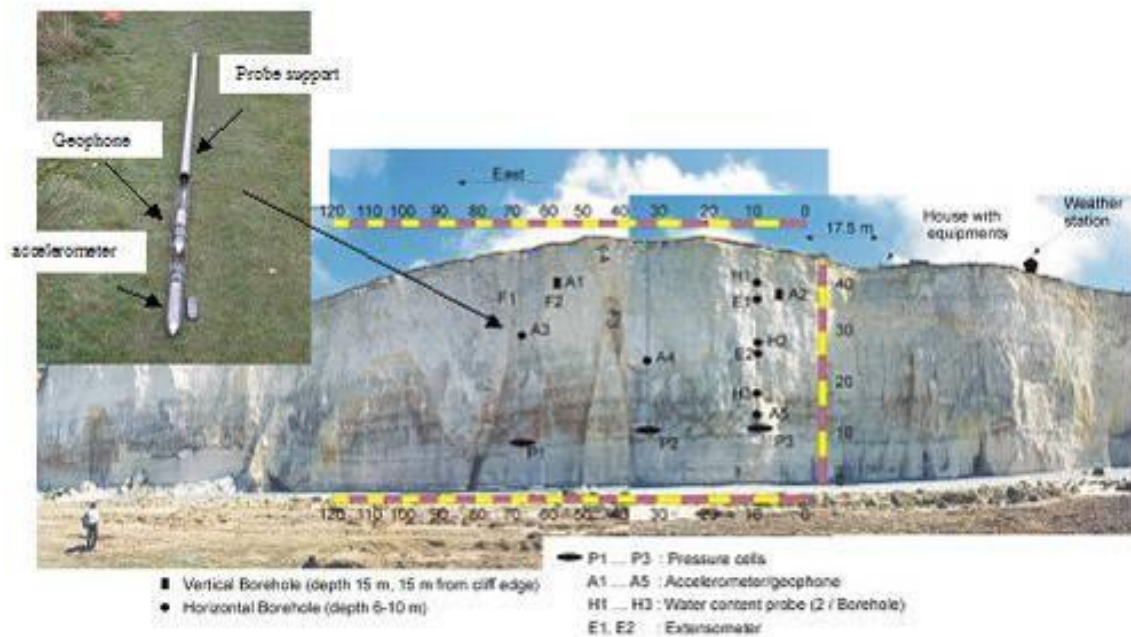 Probe support
Geophone
accelerometer
East
120 100 90 80 70 60 50 40 30 20 10 0
17.5 m
House with
equipments
Weather
station
H1
40
A1
F1
F2
E1
A2
A3
30
H2
E2
A4
20
H3
A5
10
P1
P2
P3
0
120 100 90 80 70 60 50 40 30 20 10 0
P1 ... P3 : Pressure cells
Vertical Borehole (depth 15 m, 15 m from cliff edge)
A1 ... A5 : Accelerometer/geophone
Horizontal Borehole (depth 6-10 m)
H1 ... H3 : Water content probe (2 / Borehole)
E1, E2 : Extensometer